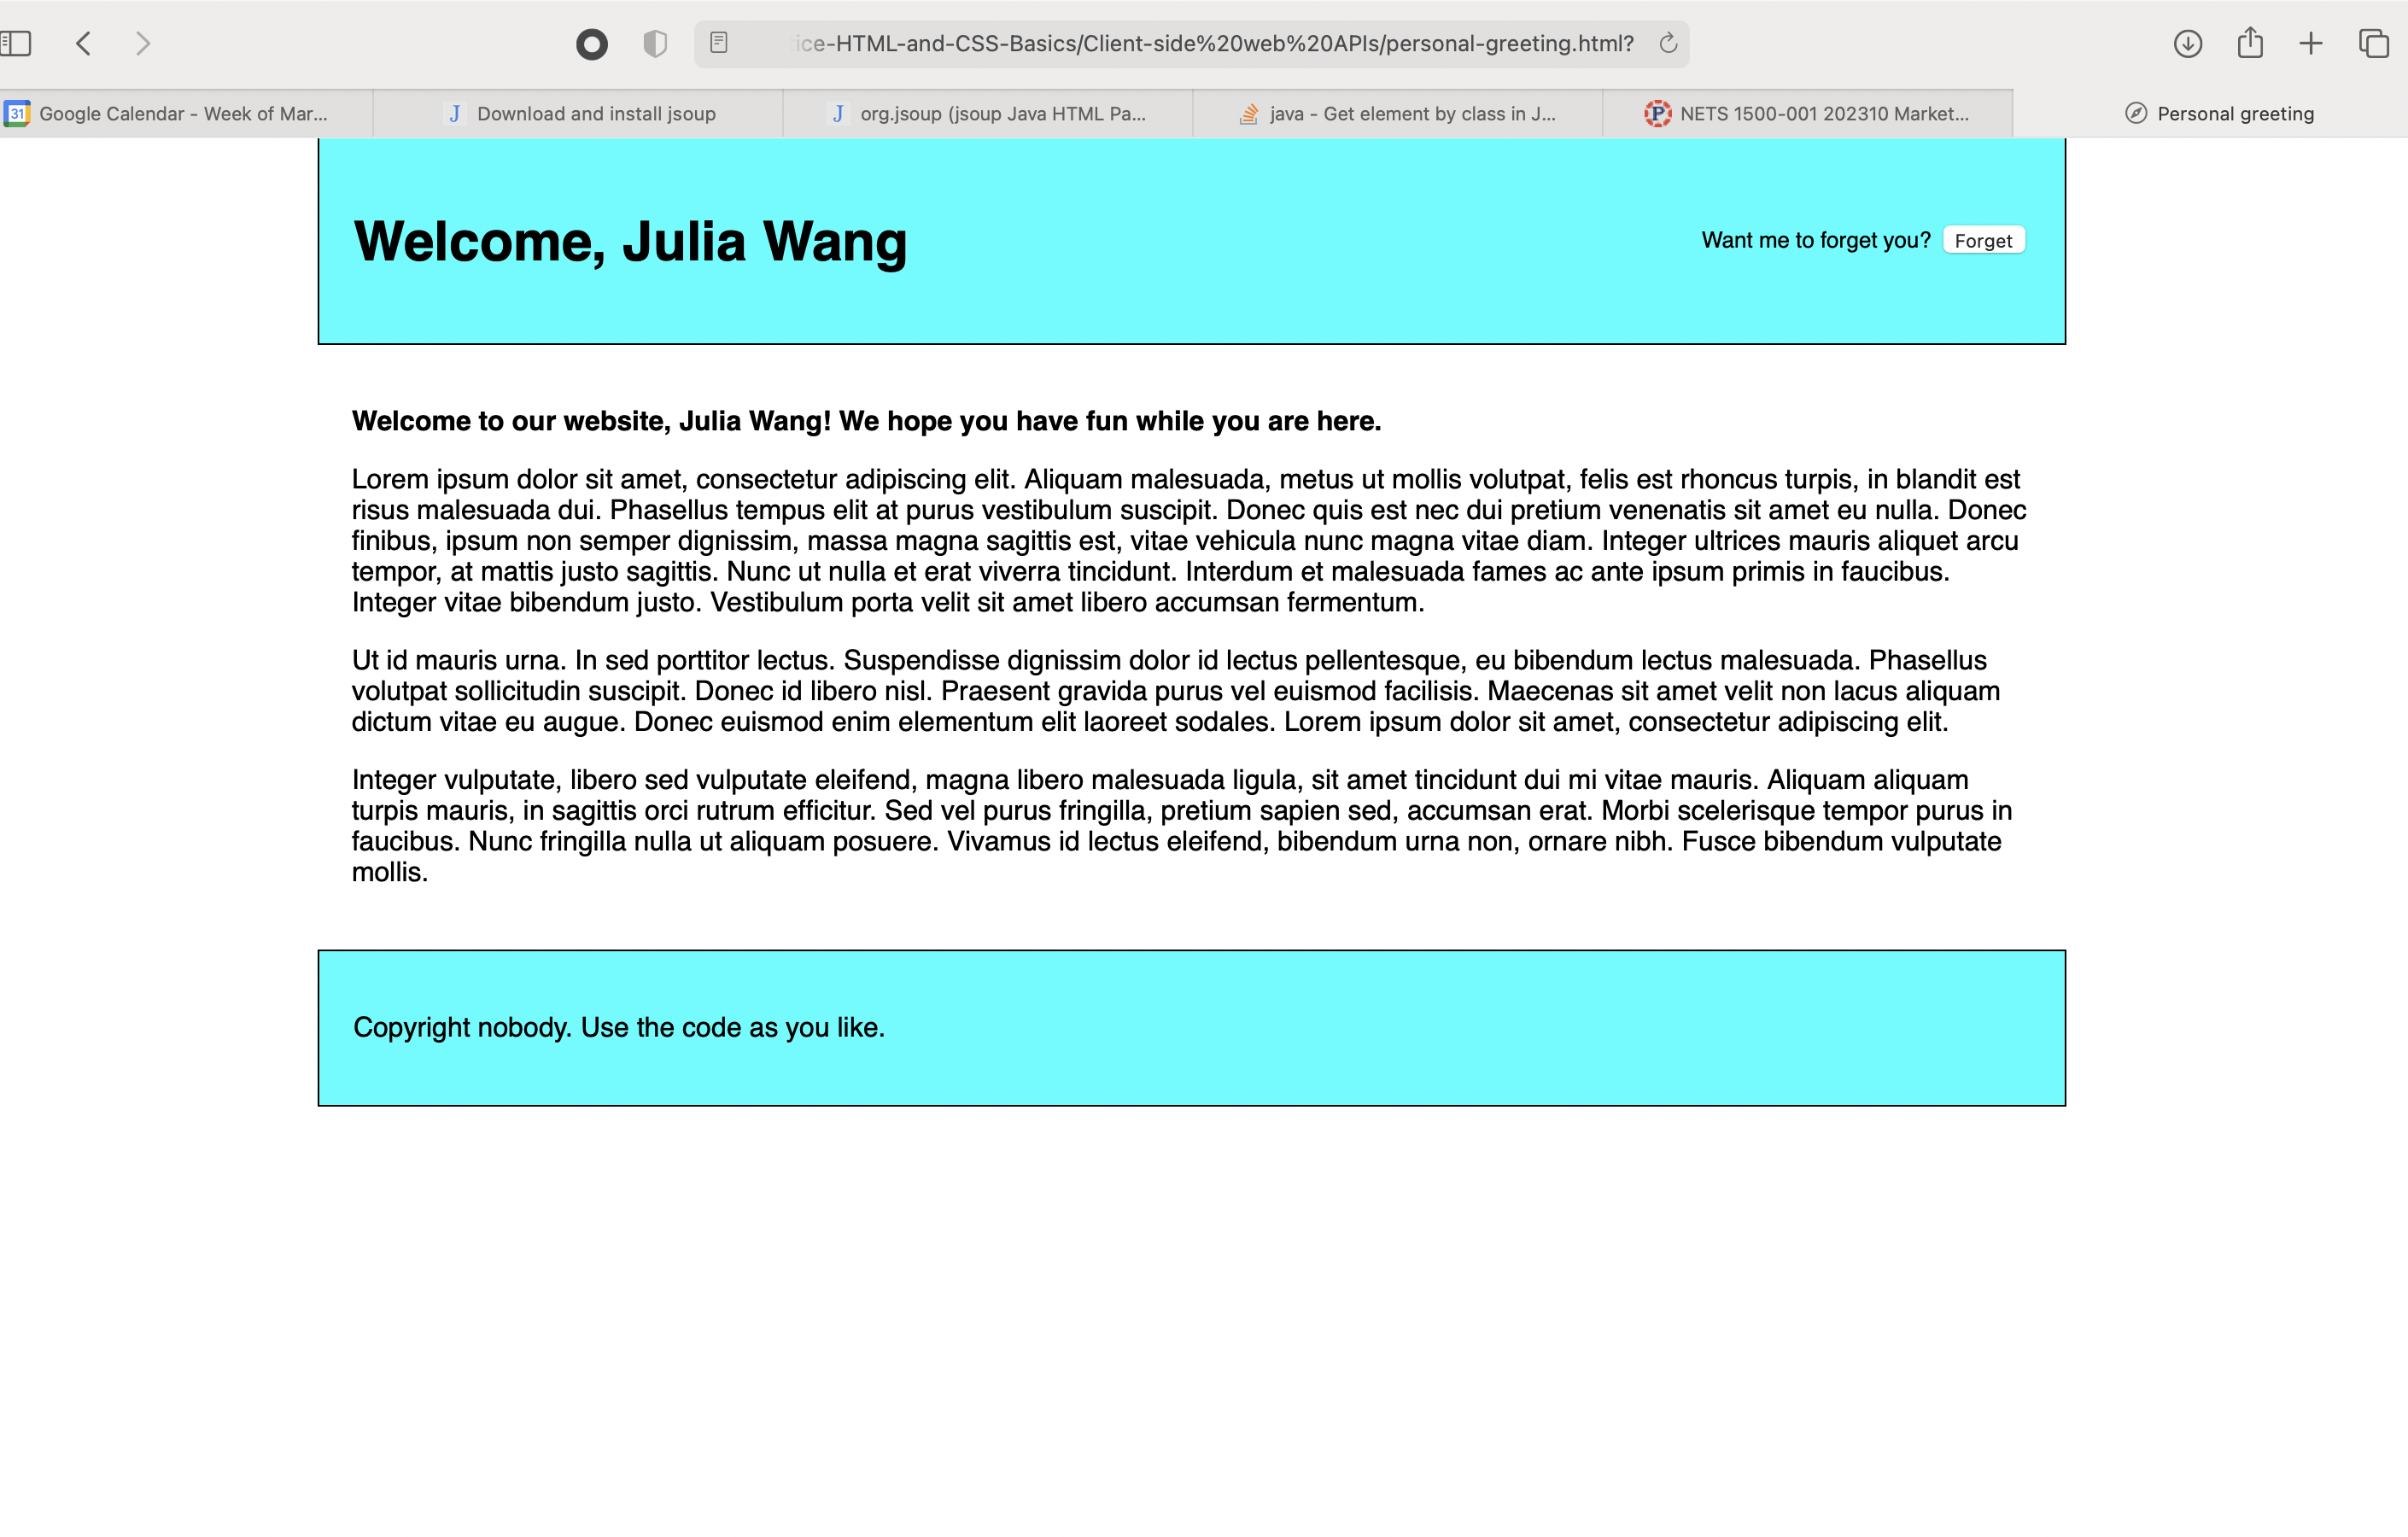 ice-HTML-and-CSS-Basics/Client-side%20web%20APIs/personal-greeting.html?
31 Google Calendar - Week of Mar...
J Download and install jsoup
J org.jsoup (jsoup Java HTML Pa...
java - Get element by class in J...
P NETS 1500-001 202310 Market...
Personal greeting
Welcome, Julia Wang
Want me to forget you? Forget
Welcome to our website, Julia Wang! We hope you have fun while you are here.
Lorem ipsum dolor sit amet, consectetur adipiscing elit. Aliquam malesuada, metus ut mollis volutpat, felis est rhoncus turpis, in blandit est
risus malesuada dui. Phasellus tempus elit at purus vestibulum suscipit. Donec quis est nec dui pretium venenatis sit amet eu nulla. Donec
finibus, ipsum non semper dignissim, massa magna sagittis est, vitae vehicula nunc magna vitae diam. Integer ultrices mauris aliquet arcu
tempor, at mattis justo sagittis. Nunc ut nulla et erat viverra tincidunt. Interdum et malesuada fames ac ante ipsum primis in faucibus.
Integer vitae bibendum justo. Vestibulum porta velit sit amet libero accumsan fermentum.
Ut id mauris urna. In sed porttitor lectus. Suspendisse dignissim dolor id lectus pellentesque, eu bibendum lectus malesuada. Phasellus
volutpat sollicitudin suscipit. Donec id libero nisl. Praesent gravida purus vel euismod facilisis. Maecenas sit amet velit non lacus aliquam
dictum vitae eu augue. Donec euismod enim elementum elit laoreet sodales. Lorem ipsum dolor sit amet, consectetur adipiscing elit.
Integer vulputate, libero sed vulputate eleifend, magna libero malesuada ligula, sit amet tincidunt dui mi vitae mauris. Aliquam aliquam
turpis mauris, in sagittis orci rutrum efficitur. Sed vel purus fringilla, pretium sapien sed, accumsan erat. Morbi scelerisque tempor purus in
faucibus. Nunc fringilla nulla ut aliquam posuere. Vivamus id lectus eleifend, bibendum urna non, ornare nibh. Fusce bibendum vulputate
mollis.
Copyright nobody. Use the code as you like.